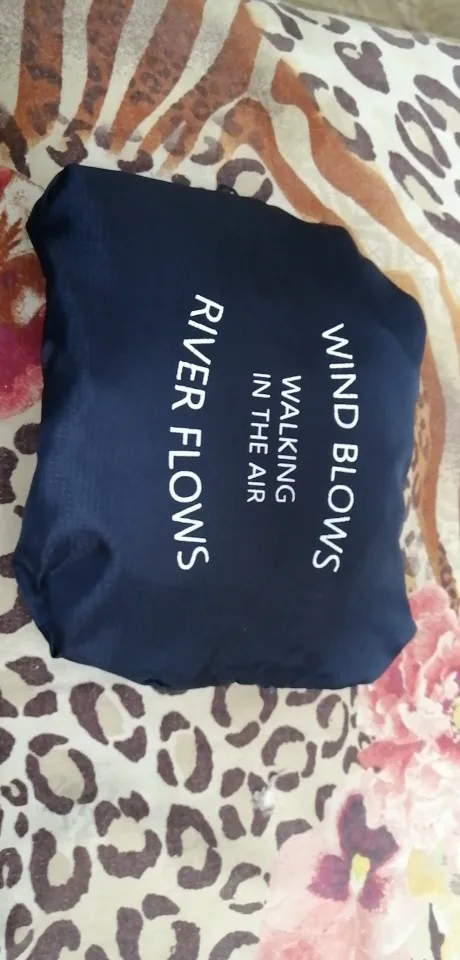 WIND BLOWS
WALKING
IN THE AIR
RIVER FLOWS